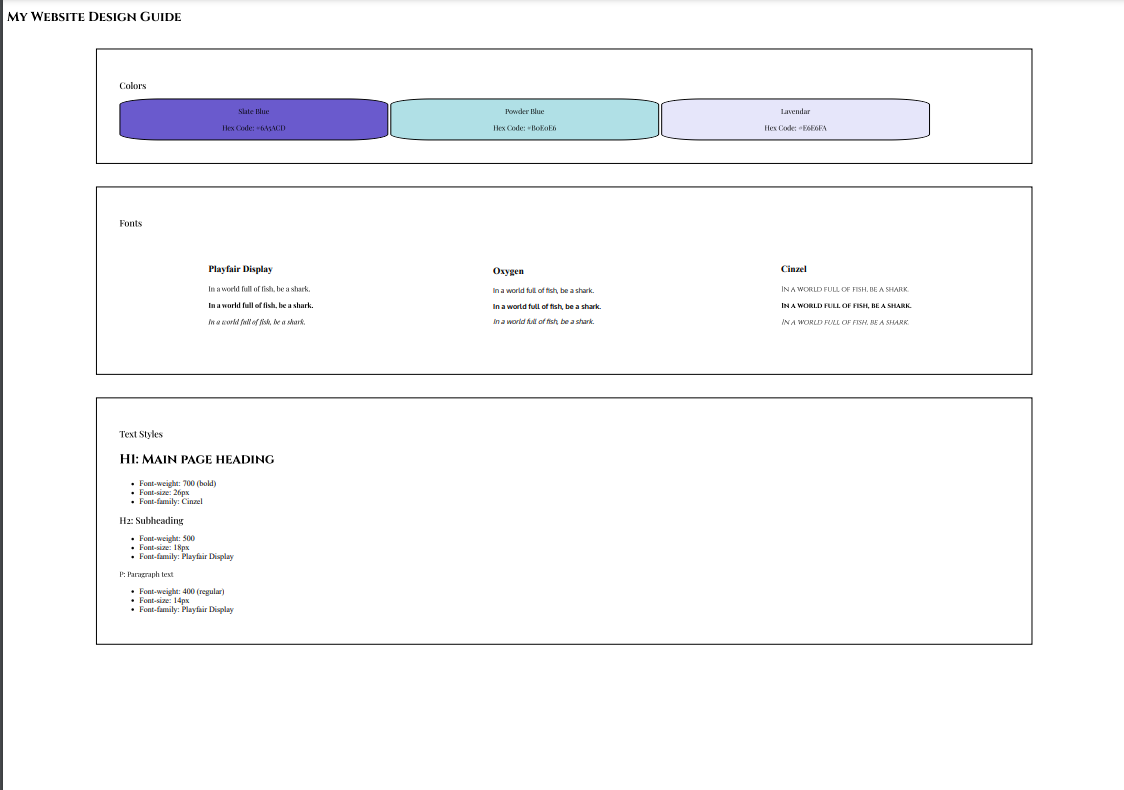 My Website Design Guide
Colors
Slate Blue
Hex Code: #6A5ACD
Powder Blue
Hex Code: #B0E0E6
Lavendar
Hex Code: #E6E6FA
Fonts
Playfair Display
In a world full of fish, be a shark.
In a world full of fish, be a shark.
In a world full of fish, be a shark.
Oxygen
In a world full of fish, be a shark.
In a world full of fish, be a shark.
In a world full of fish, be a shark.
Cinzel
In a world full of fish, be a shark.
In a world full of fish, be a shark.
In a world full of fish, be a shark.
Text Styles
H1: Main page heading
Font-weight: 700 (bold)
Font-size: 26px
Font-family: Cinzel
H2: Subheading
Font-weight: 500
Font-size: 18px
Font-family: Playfair Display
P: Paragraph text
Font-weight: 400 (regular)
Font-size: 14px
Font-family: Playfair Display